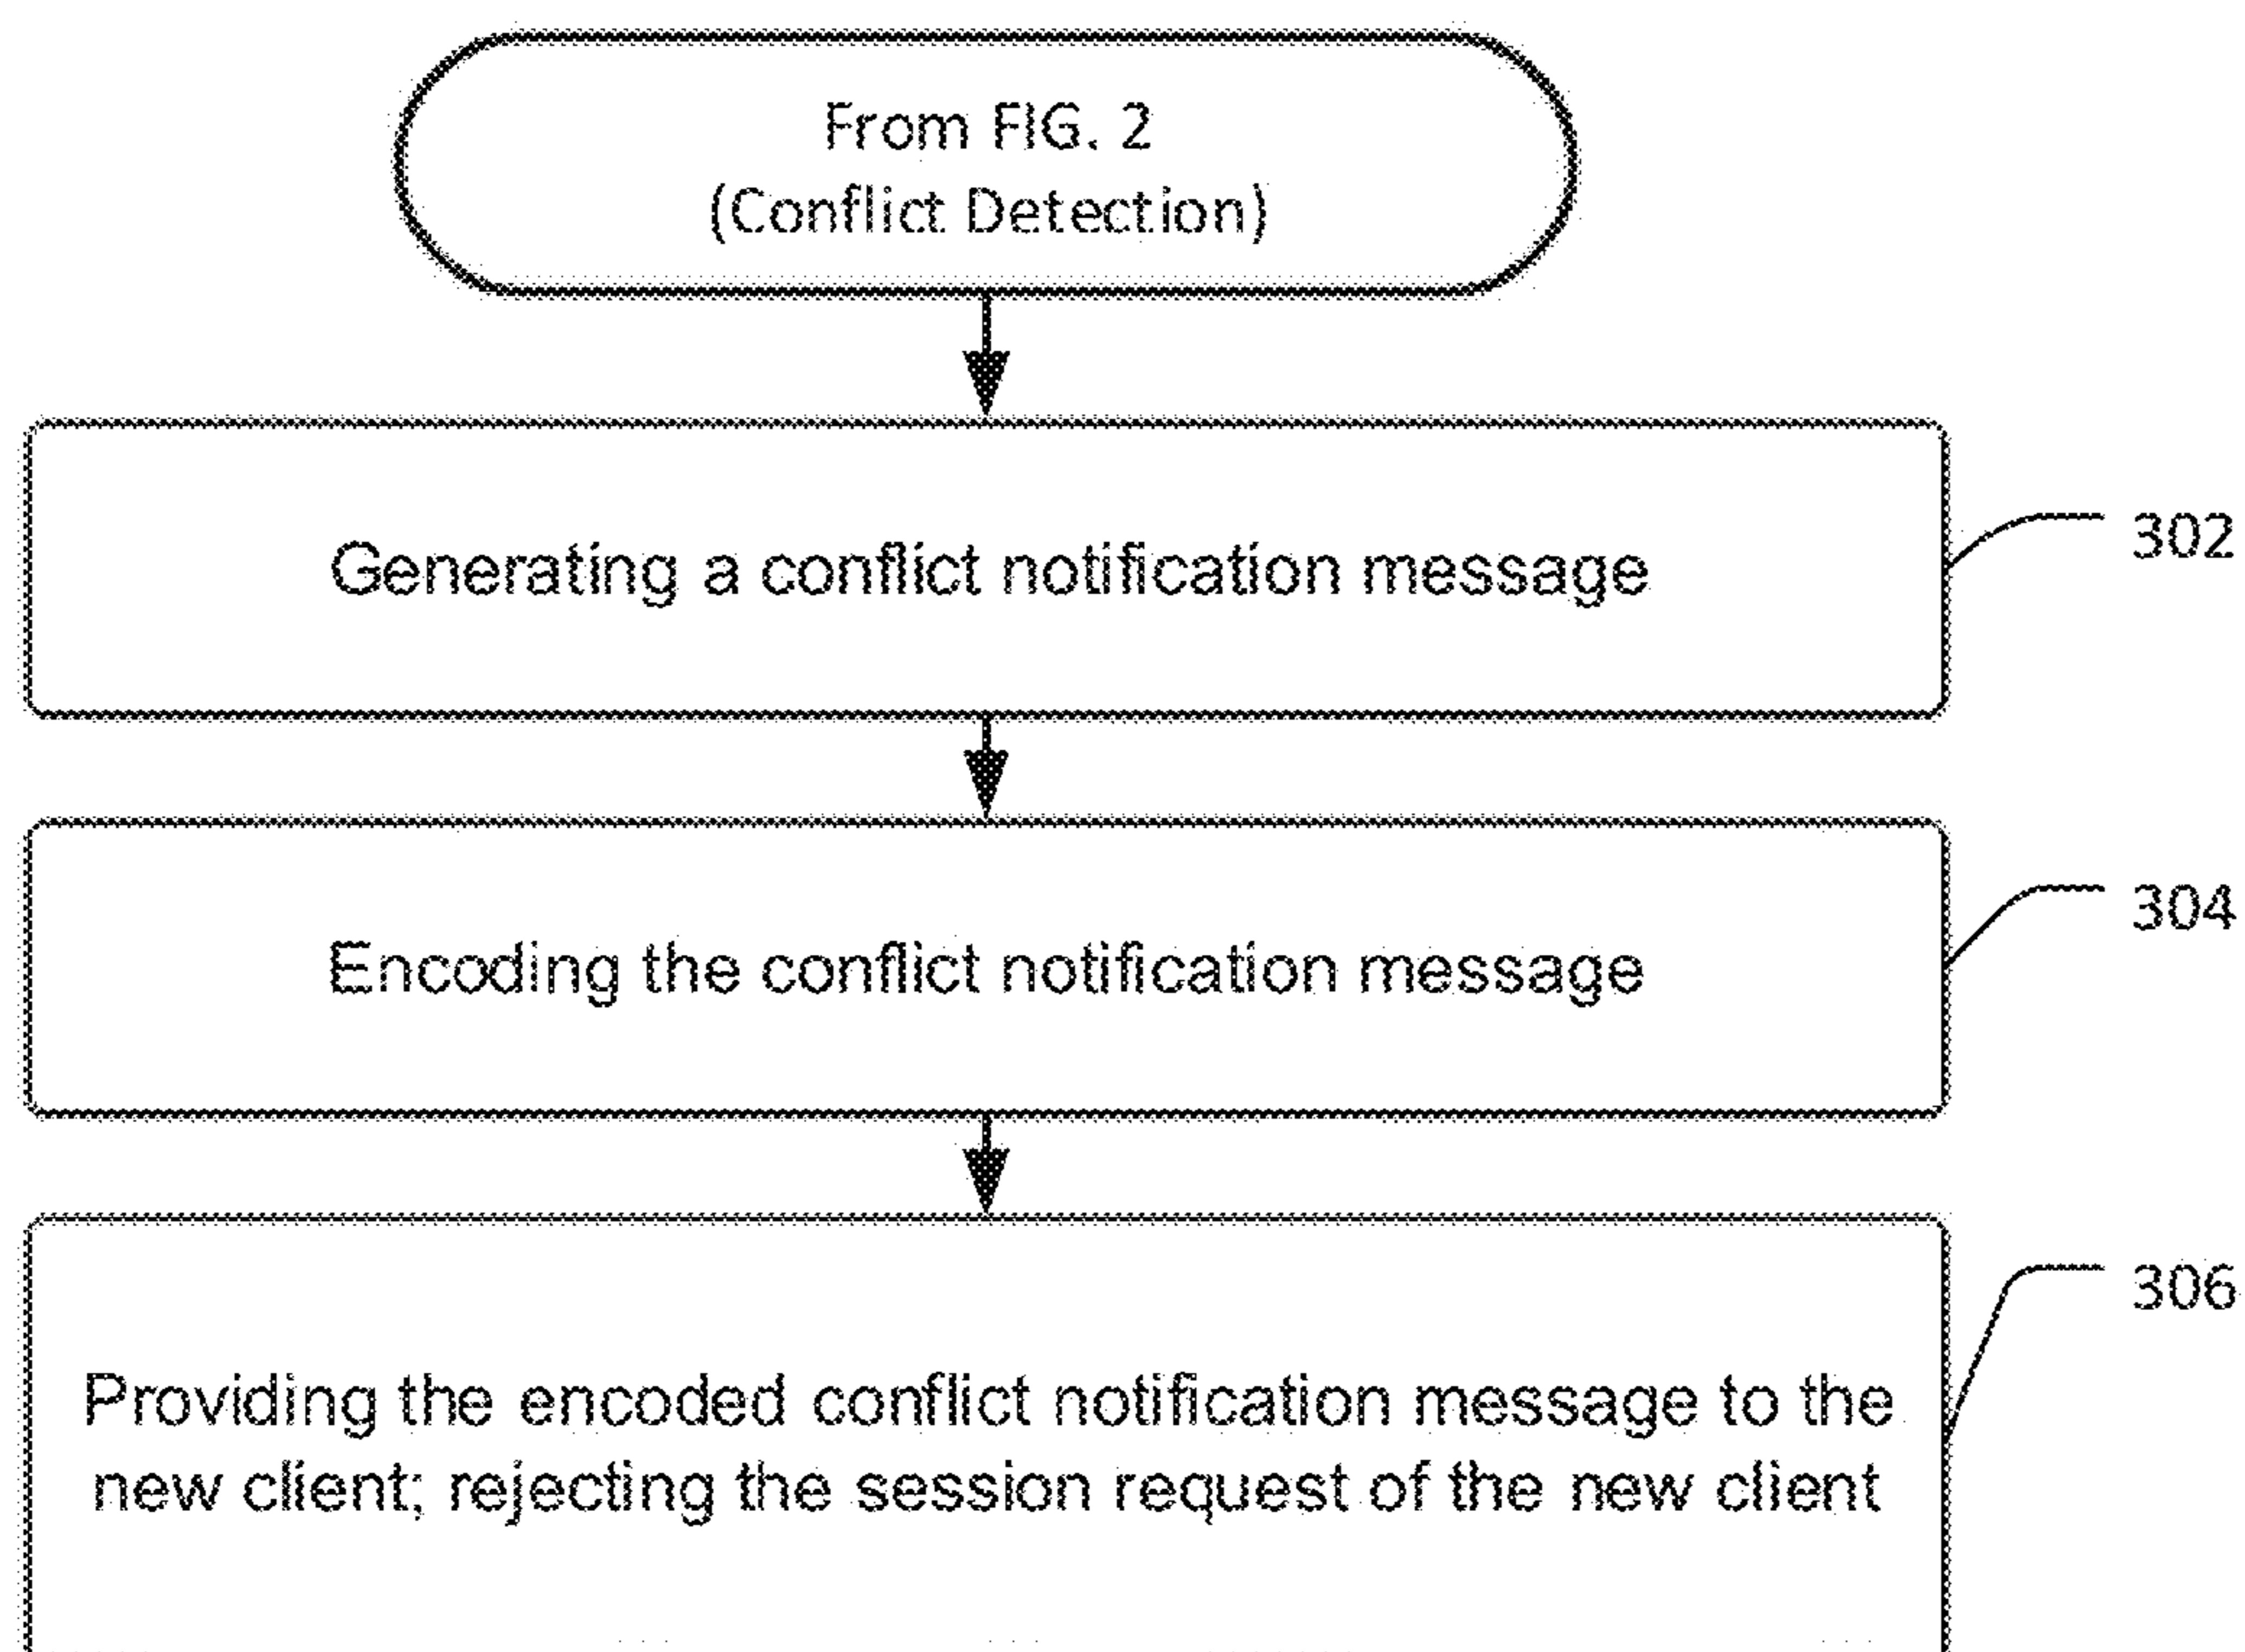 From FIG. 2
(Conflict Detection)
Generating a conflict notification message
302
Encoding the conflict notification message
304
306
Providing the encoded conflict notification message to the
new client; rejecting the session request of the new client